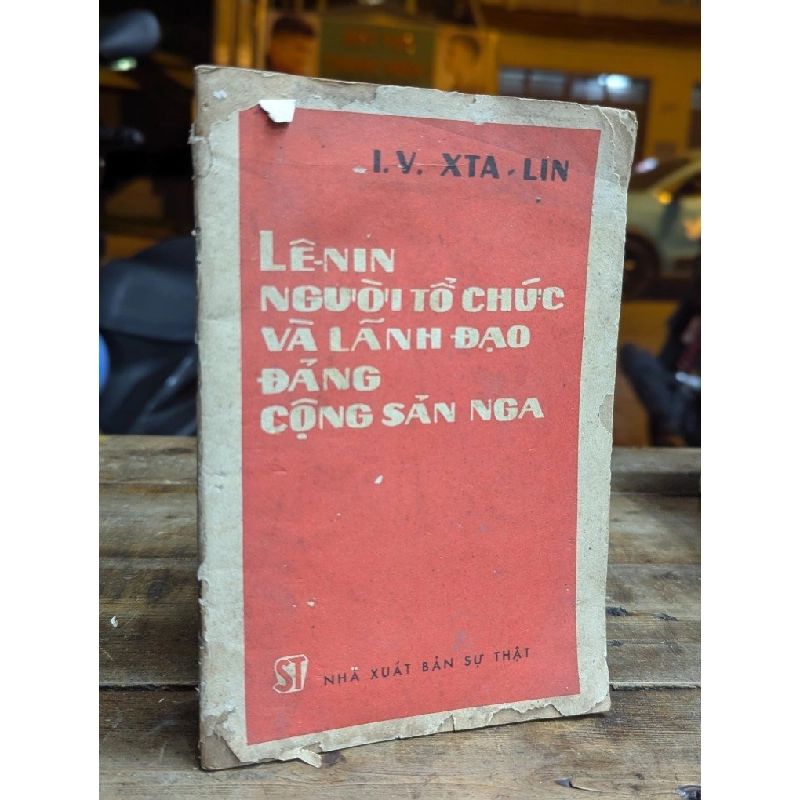 I. V. XTA-LIN
LÊ-NIN
NGƯỜI TỔ CHỨC
VÀ LÃNH ĐẠO
ĐẢNG
CỘNG SẢN NGA
ST NHÀ XUẤT BẢN SỰ THẬT